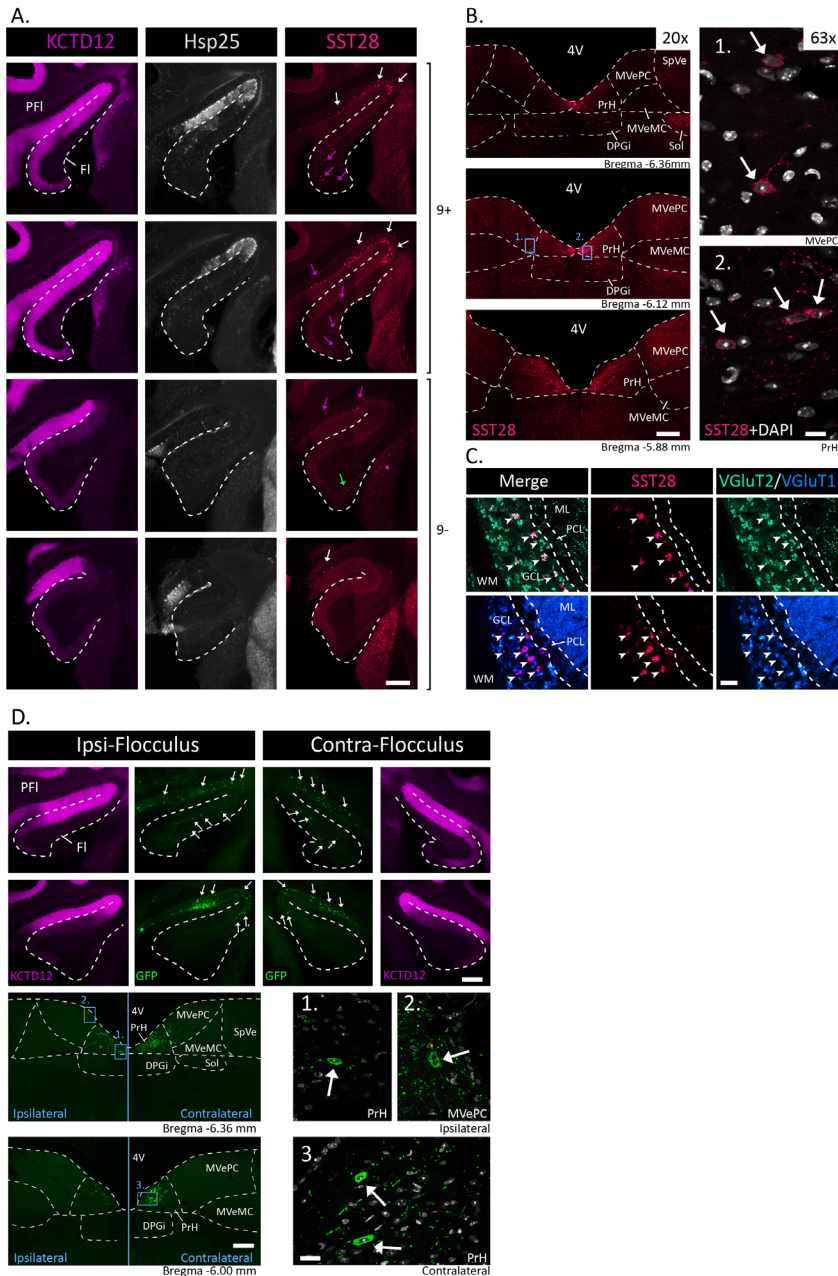 A.
KCTD12 Hsp25 SST28
PFl
Fl
9+
9-
B.
20x 63x
4V
SpVe
MVePC
PrH
MVeMC
DPGi
Sol
Bregma -6.36mm
4V
MVePC
1. 2.
PrH
MVeMC
DPGi
Bregma -6.12 mm
4V
MVePC
PrH
MVeMC
SST28
Bregma -5.88 mm
1.
MVePC
2.
SST28+DAPI
PrH
C.
Merge SST28 VGluT2/VGluT1
ML
PCL
GCL
WM
GCL
ML
PCL
WM
D.
Ipsi-Flocculus Contra-Flocculus
PFl
Fl
KCTD12 GFP GFP KCTD12
2.
4V
PrH
MVePC
1.
SpVe
MVeMC
DPGi
Sol
Ipsilateral Contralateral
Bregma -6.36 mm
4V
MVePC
3.
MVeMC
DPGi
PrH
Ipsilateral Contralateral
Bregma -6.00 mm
1. 2.
PrH MVePC
Ipsilateral
3.
PrH
Contralateral